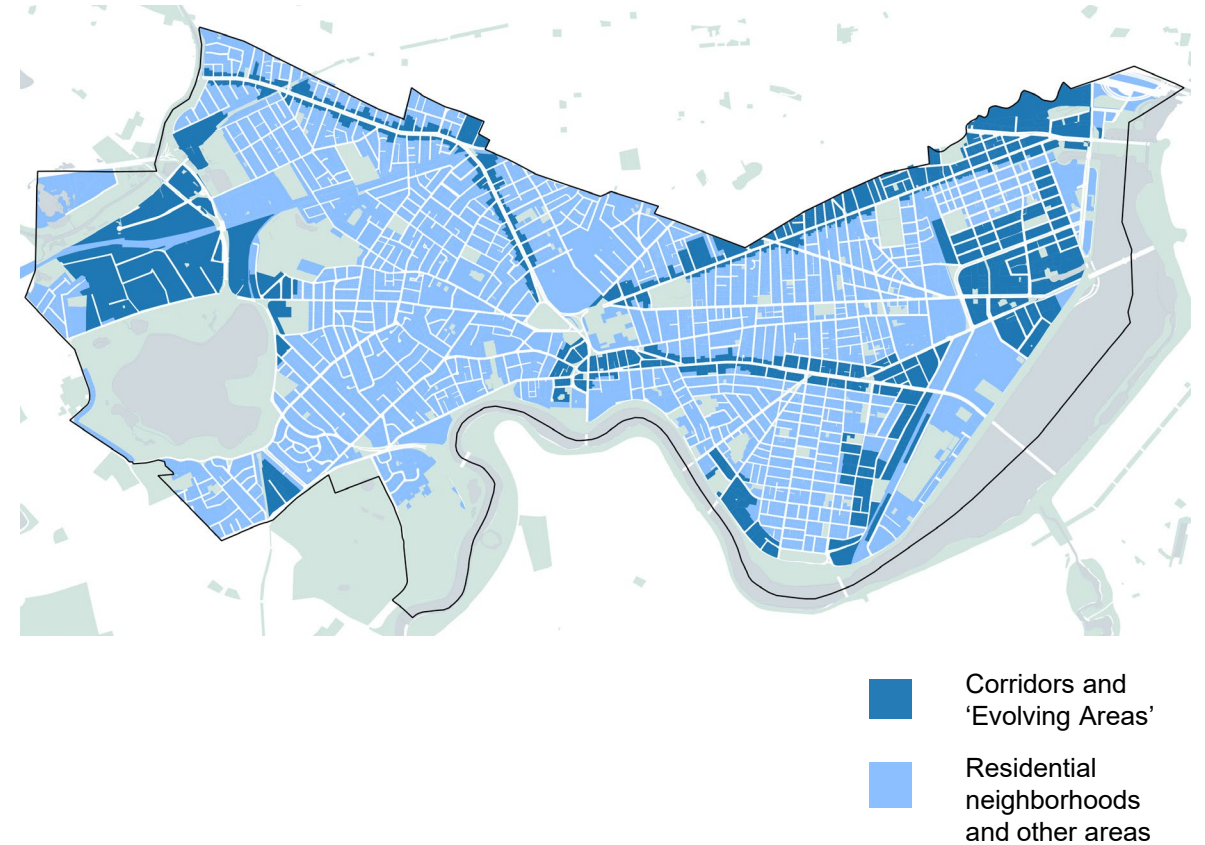 Corridors and
‘Evolving Areas’
Residential
neighborhoods
and other areas